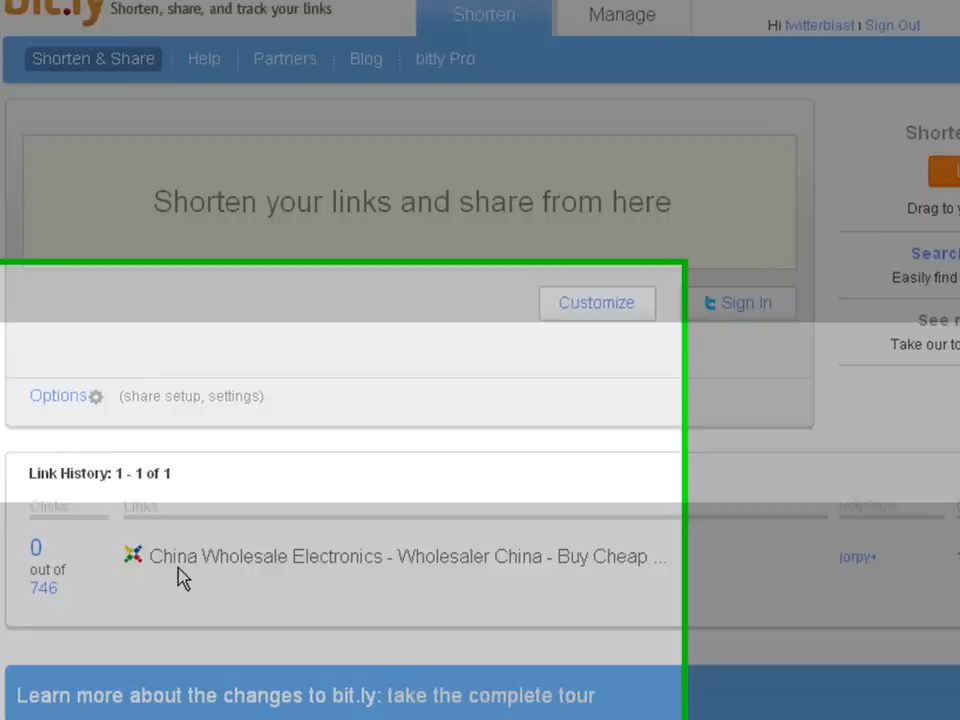 bit.ly Shorten, share, and track your links
Shorten
Manage
Hi twitterblast | Sign Out
Shorten & Share
Help
Partners
Blog
bitly Pro
Shorten your links and share from here
Customize
Sign In
Options (share setup, settings)
Shorte
Drag to y
Search
Easily find
See
Take our to
Link History: 1 - 1 of 1
Clicks
Links
0
out of
746
China Wholesale Electronics - Wholesaler China - Buy Cheap ...
jorpy+
Learn more about the changes to bit.ly: take the complete tour